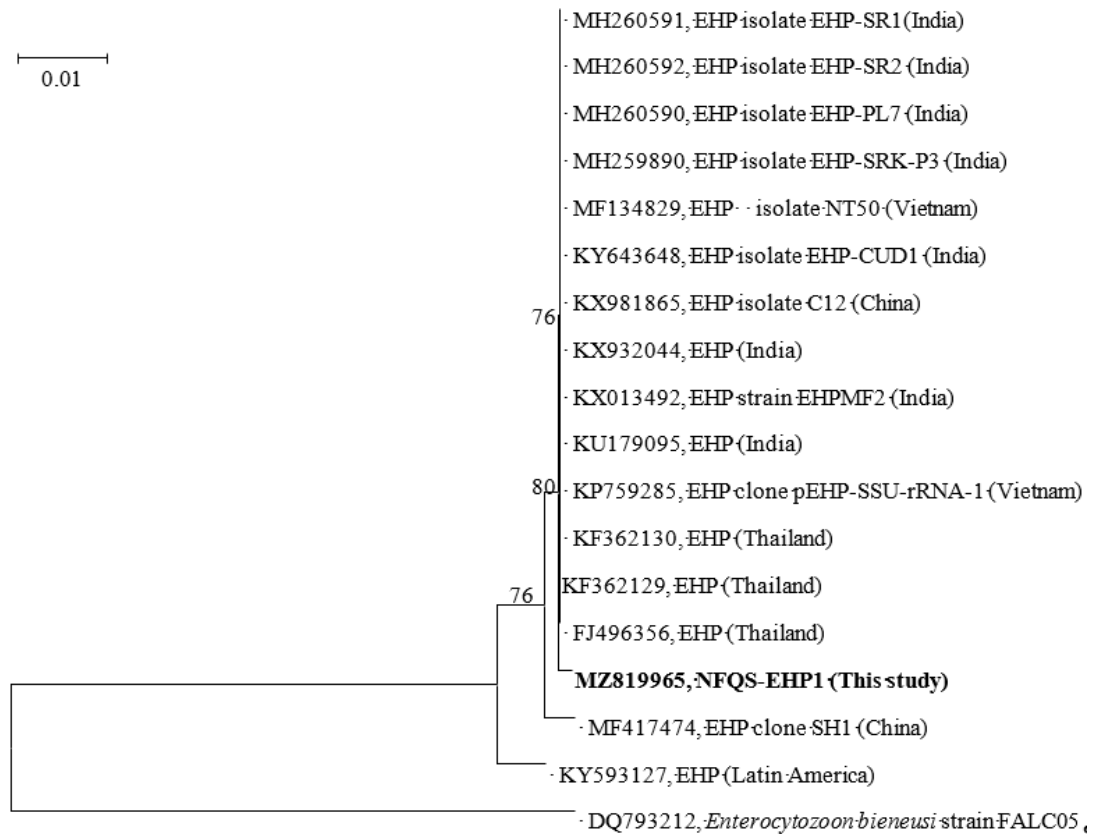 MH260591, EHP isolate EHP-SR1 (India)
0.01
MH260592, EHP isolate EHP-SR2 (India)
MH260590, EHP isolate EHP-PL7 (India)
MH259890, EHP isolate EHP-SRK-P3 (India)
MF134829, EHP isolate NT50 (Vietnam)
KY643648, EHP isolate EHP-CUD1 (India)
KX981865, EHP isolate C12 (China)
76
KX932044, EHP (India)
KX013492, EHP strain EHPMF2 (India)
KU179095, EHP (India)
80
KP759285, EHP clone pEHP-SSU-rRNA-1 (Vietnam)
KF362130, EHP (Thailand)
KF362129, EHP (Thailand)
76
FJ496356, EHP (Thailand)
MZ819965, NFQS-EHP1 (This study)
MF417474, EHP clone SH1 (China)
KY593127, EHP (Latin America)
DQ793212, Enterocytozoon bieneusi strain FALC05